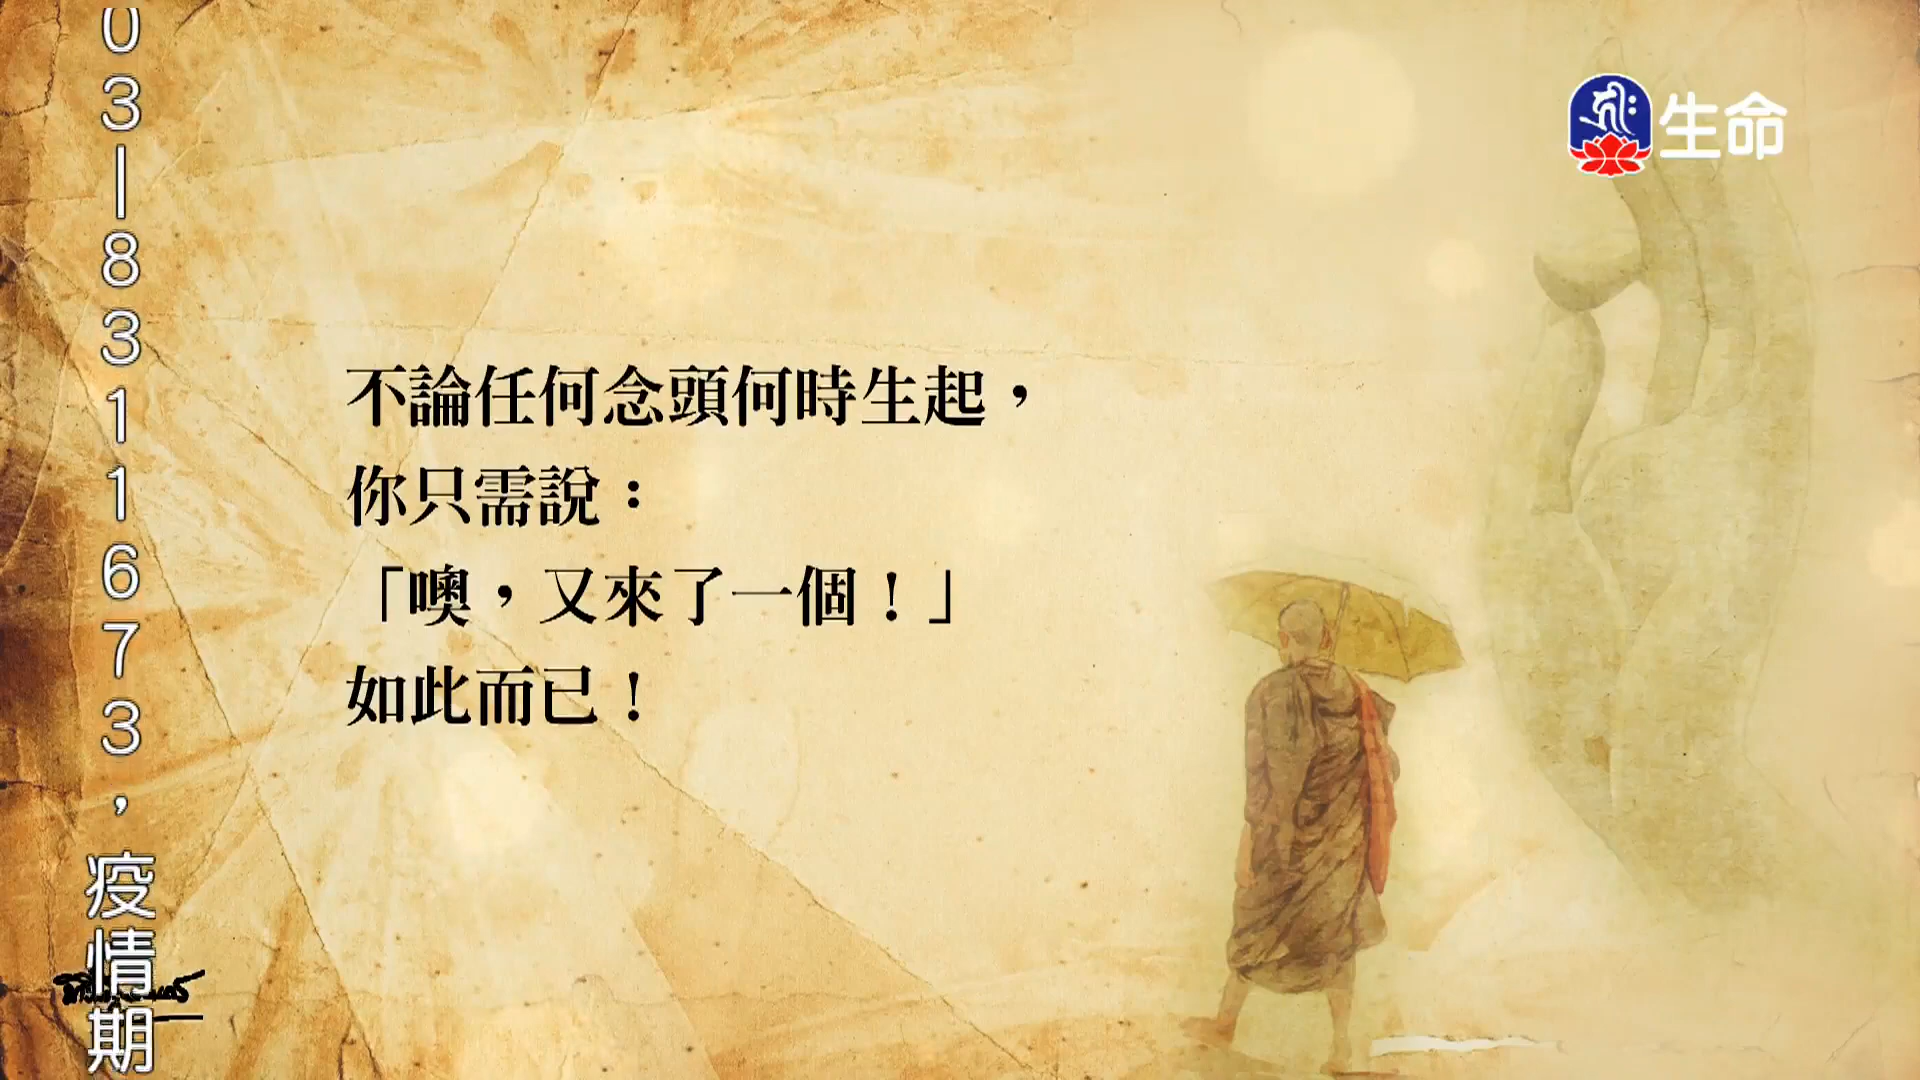 03-8311673，疫情期
生命
不論任何念頭何時生起，
你只需說：
「噢，又來了一個！」
如此而已！